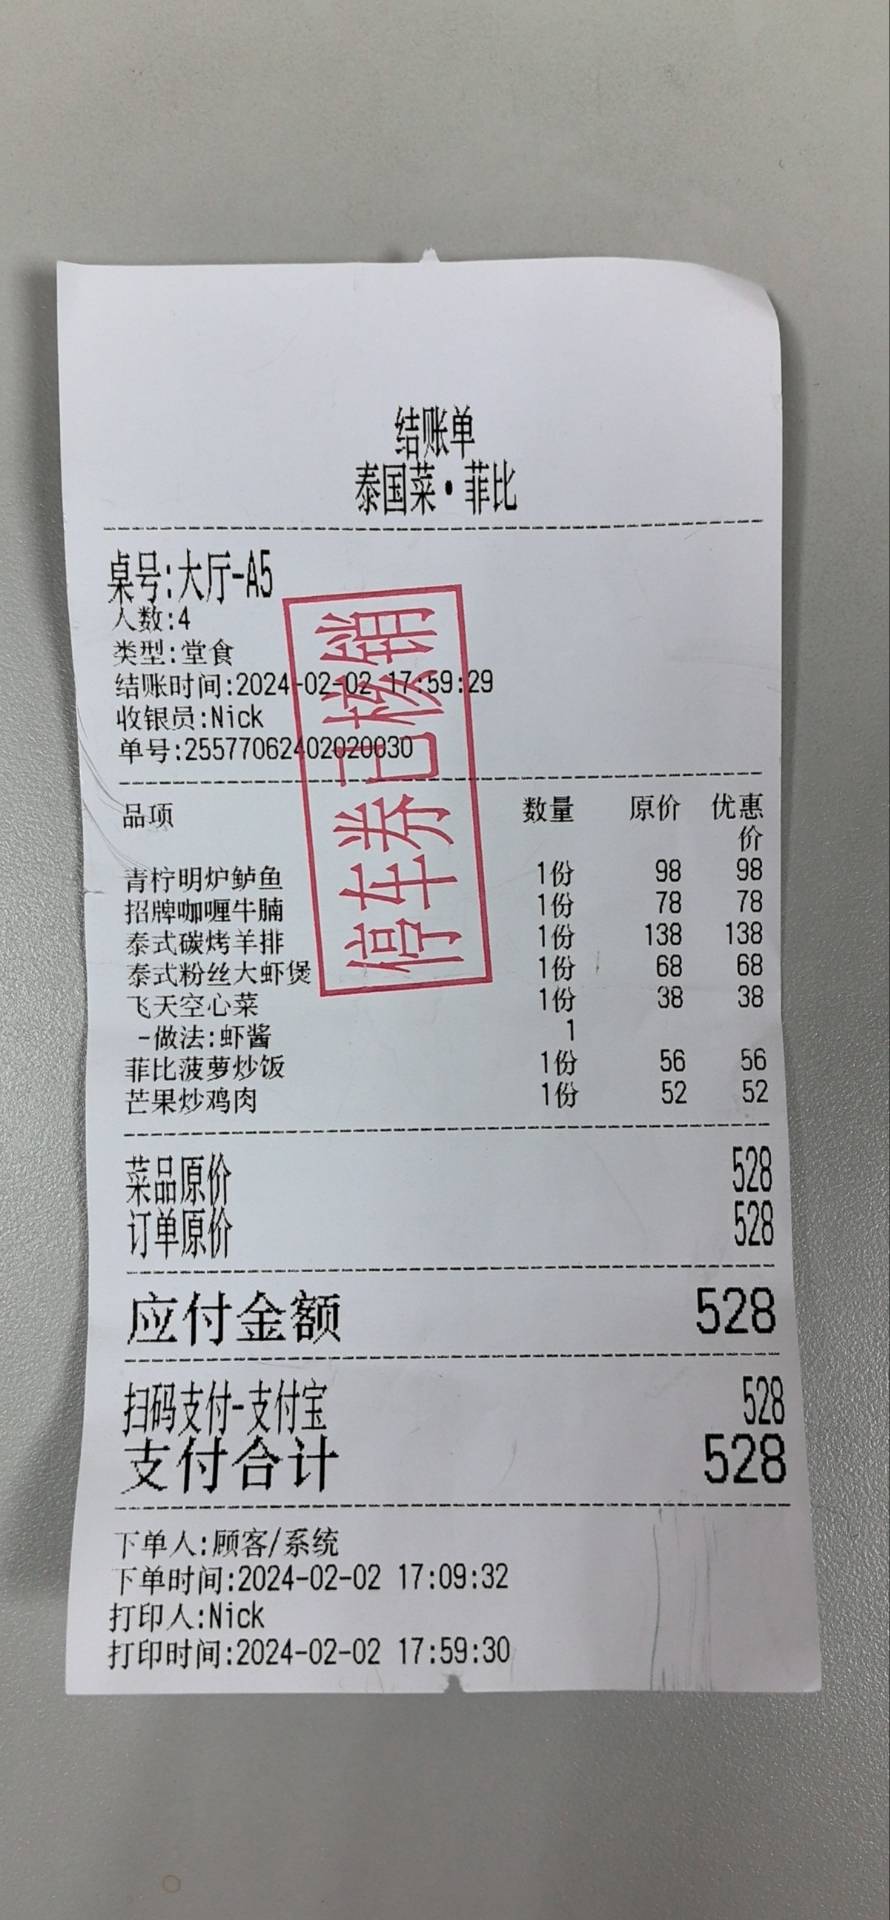 结账单
泰国菜·菲比
桌号:大厅-A5
人数:4
类型:堂食
结账时间:2024-02-02 17:59:29
收银员:Nick
单号:25577062402020030
停车券已核销
品项 数量 原价 优惠价
青柠明炉鲈鱼 1份 98 98
招牌咖喱牛腩 1份 78 78
泰式碳烤羊排 1份 138 138
泰式粉丝大虾煲 1份 68 68
飞天空心菜 1份 38 38
-做法:虾酱 1
菲比菠萝炒饭 1份 56 56
芒果炒鸡肉 1份 52 52
菜品原价 528
订单原价 528
应付金额 528
扫码支付-支付宝 528
支付合计 528
下单人:顾客/系统
下单时间:2024-02-02 17:09:32
打印人:Nick
打印时间:2024-02-02 17:59:30